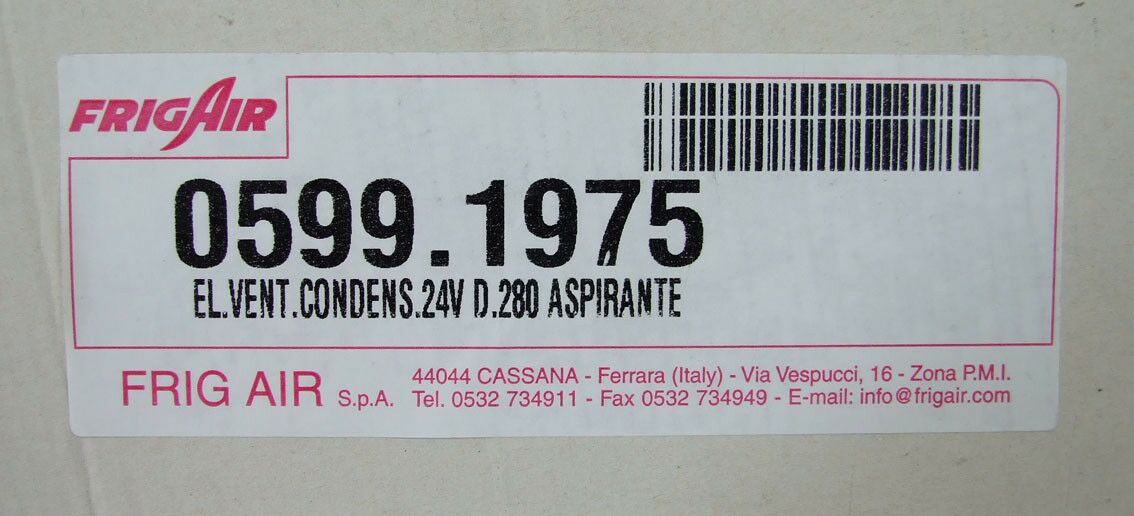 FRIGAIR
0599.1975
EL.VENT.CONDENS.24V D.280 ASPIRANTE
FRIG AIR S.p.A.
44044 CASSANA - Ferrara (Italy) - Via Vespucci, 16 - Zona P.M.I.
Tel. 0532 734911 - Fax 0532 734949 - E-mail: info@frigair.com